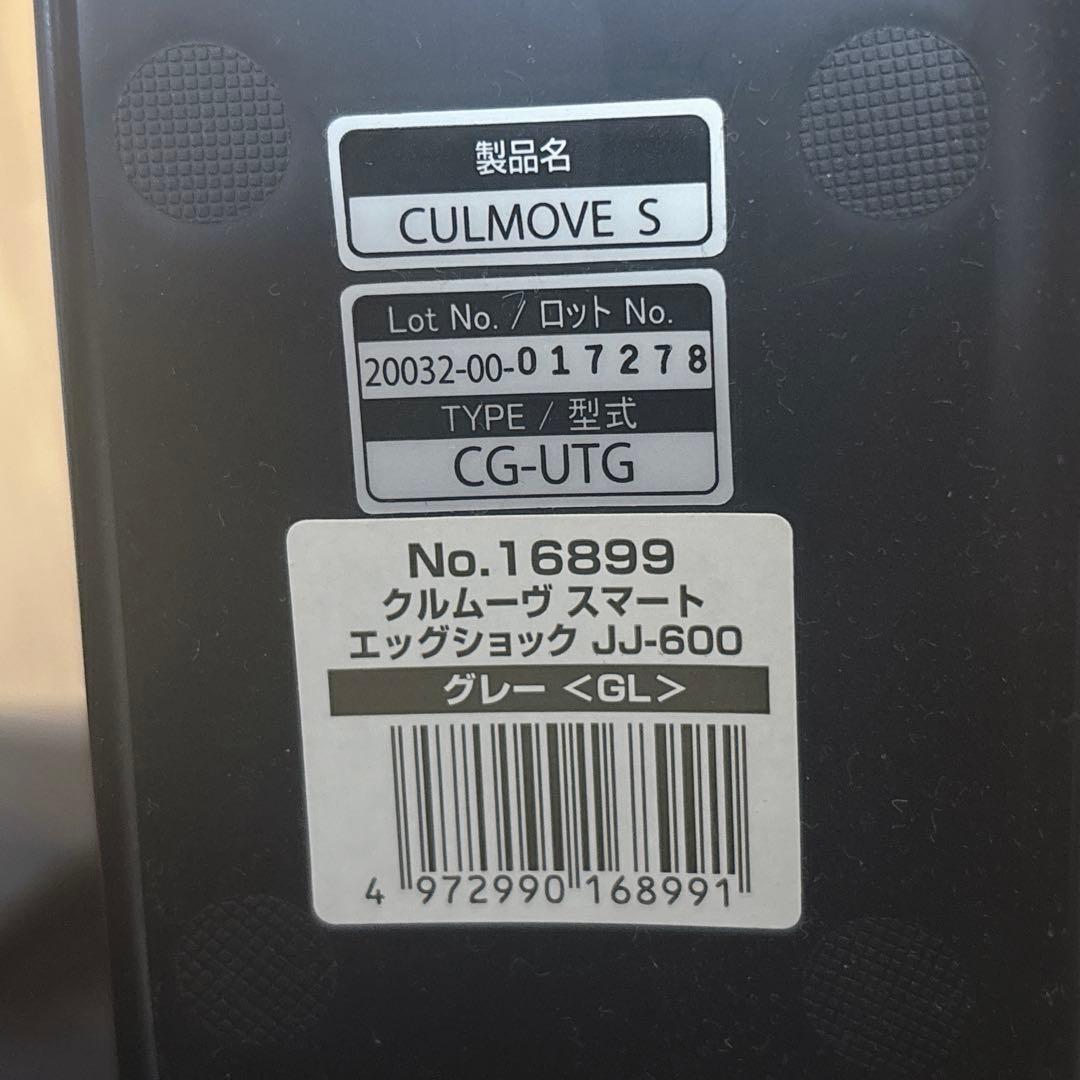 製品名
CULMOVE S
Lot No. / ロット No.
20032-00-017278
TYPE / 型式
CG-UTG
No.16899
クルムーヴ スマート
エッグショック JJ-600
グレー <GL>
4 972990 168991